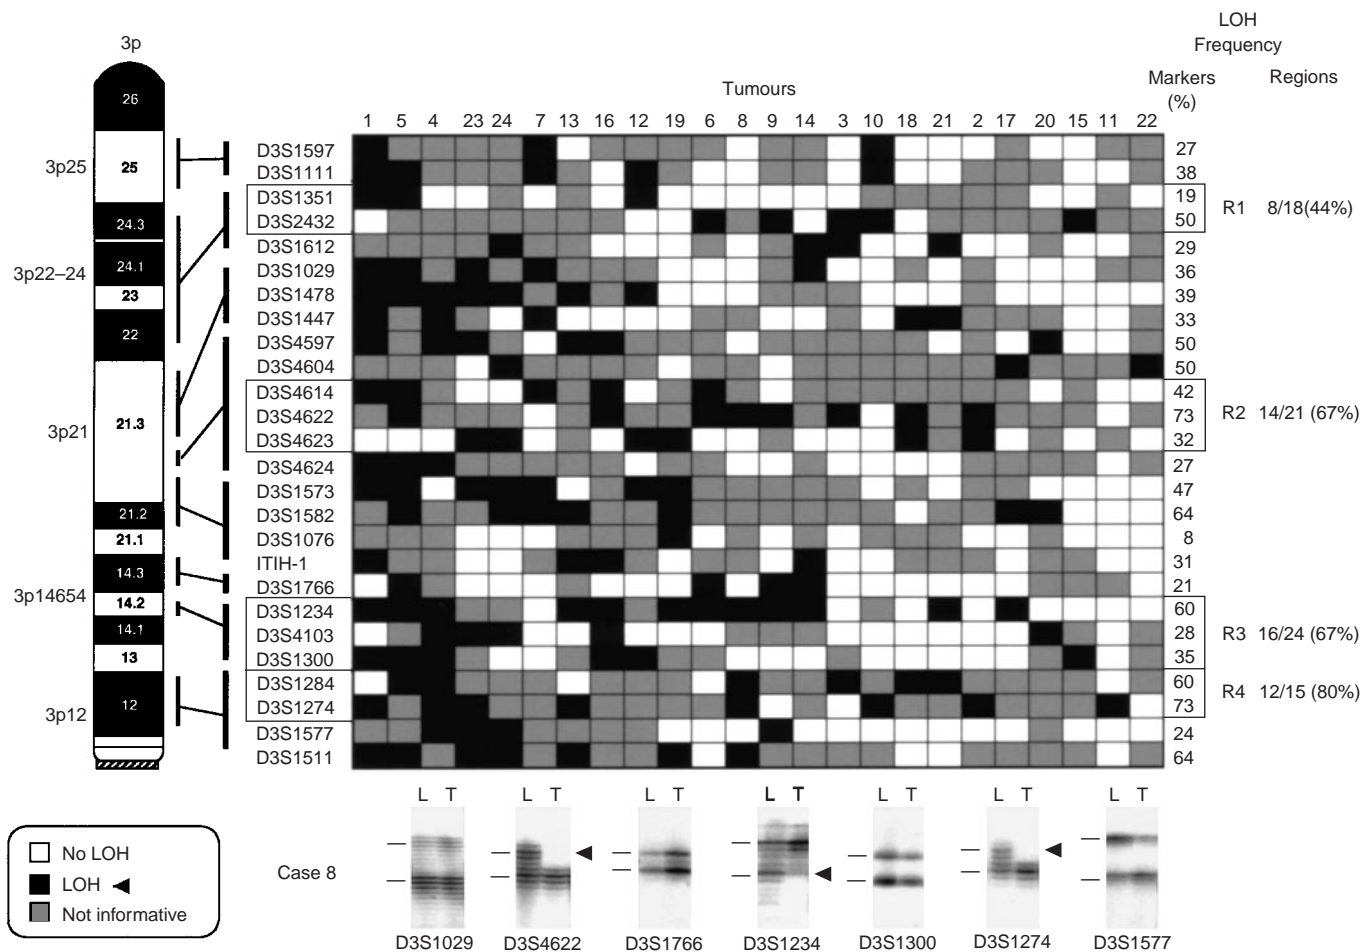 LOH
Frequency
3p
Tumours
Markers
(%)
Regions
1 5 4 23 24 7 13 16 12 19 6 8 9 14 3 10 18 21 2 17 20 15 11 22
26
25
24.3
24.1
23
22
21.3
21.2
21.1
14.3
14.2
14.1
13
12
3p25
3p22–24
3p21
3p14654
3p12
D3S1597 27
D3S1111 38
D3S1351 19
D3S2432 50
D3S1612 29
D3S1029 36
D3S1478 39
D3S1447 33
D3S4597 50
D3S4604 50
D3S4614 42
D3S4622 73
D3S4623 32
D3S4624 27
D3S1573 47
D3S1582 64
D3S1076 8
ITIH-1 31
D3S1766 21
D3S1234 60
D3S4103 28
D3S1300 35
D3S1284 60
D3S1274 73
D3S1577 24
D3S1511 64
R1 8/18(44%)
R2 14/21 (67%)
R3 16/24 (67%)
R4 12/15 (80%)
No LOH
LOH
Not informative
Case 8
L T L T L T L T L T L T L T
D3S1029 D3S4622 D3S1766 D3S1234 D3S1300 D3S1274 D3S1577